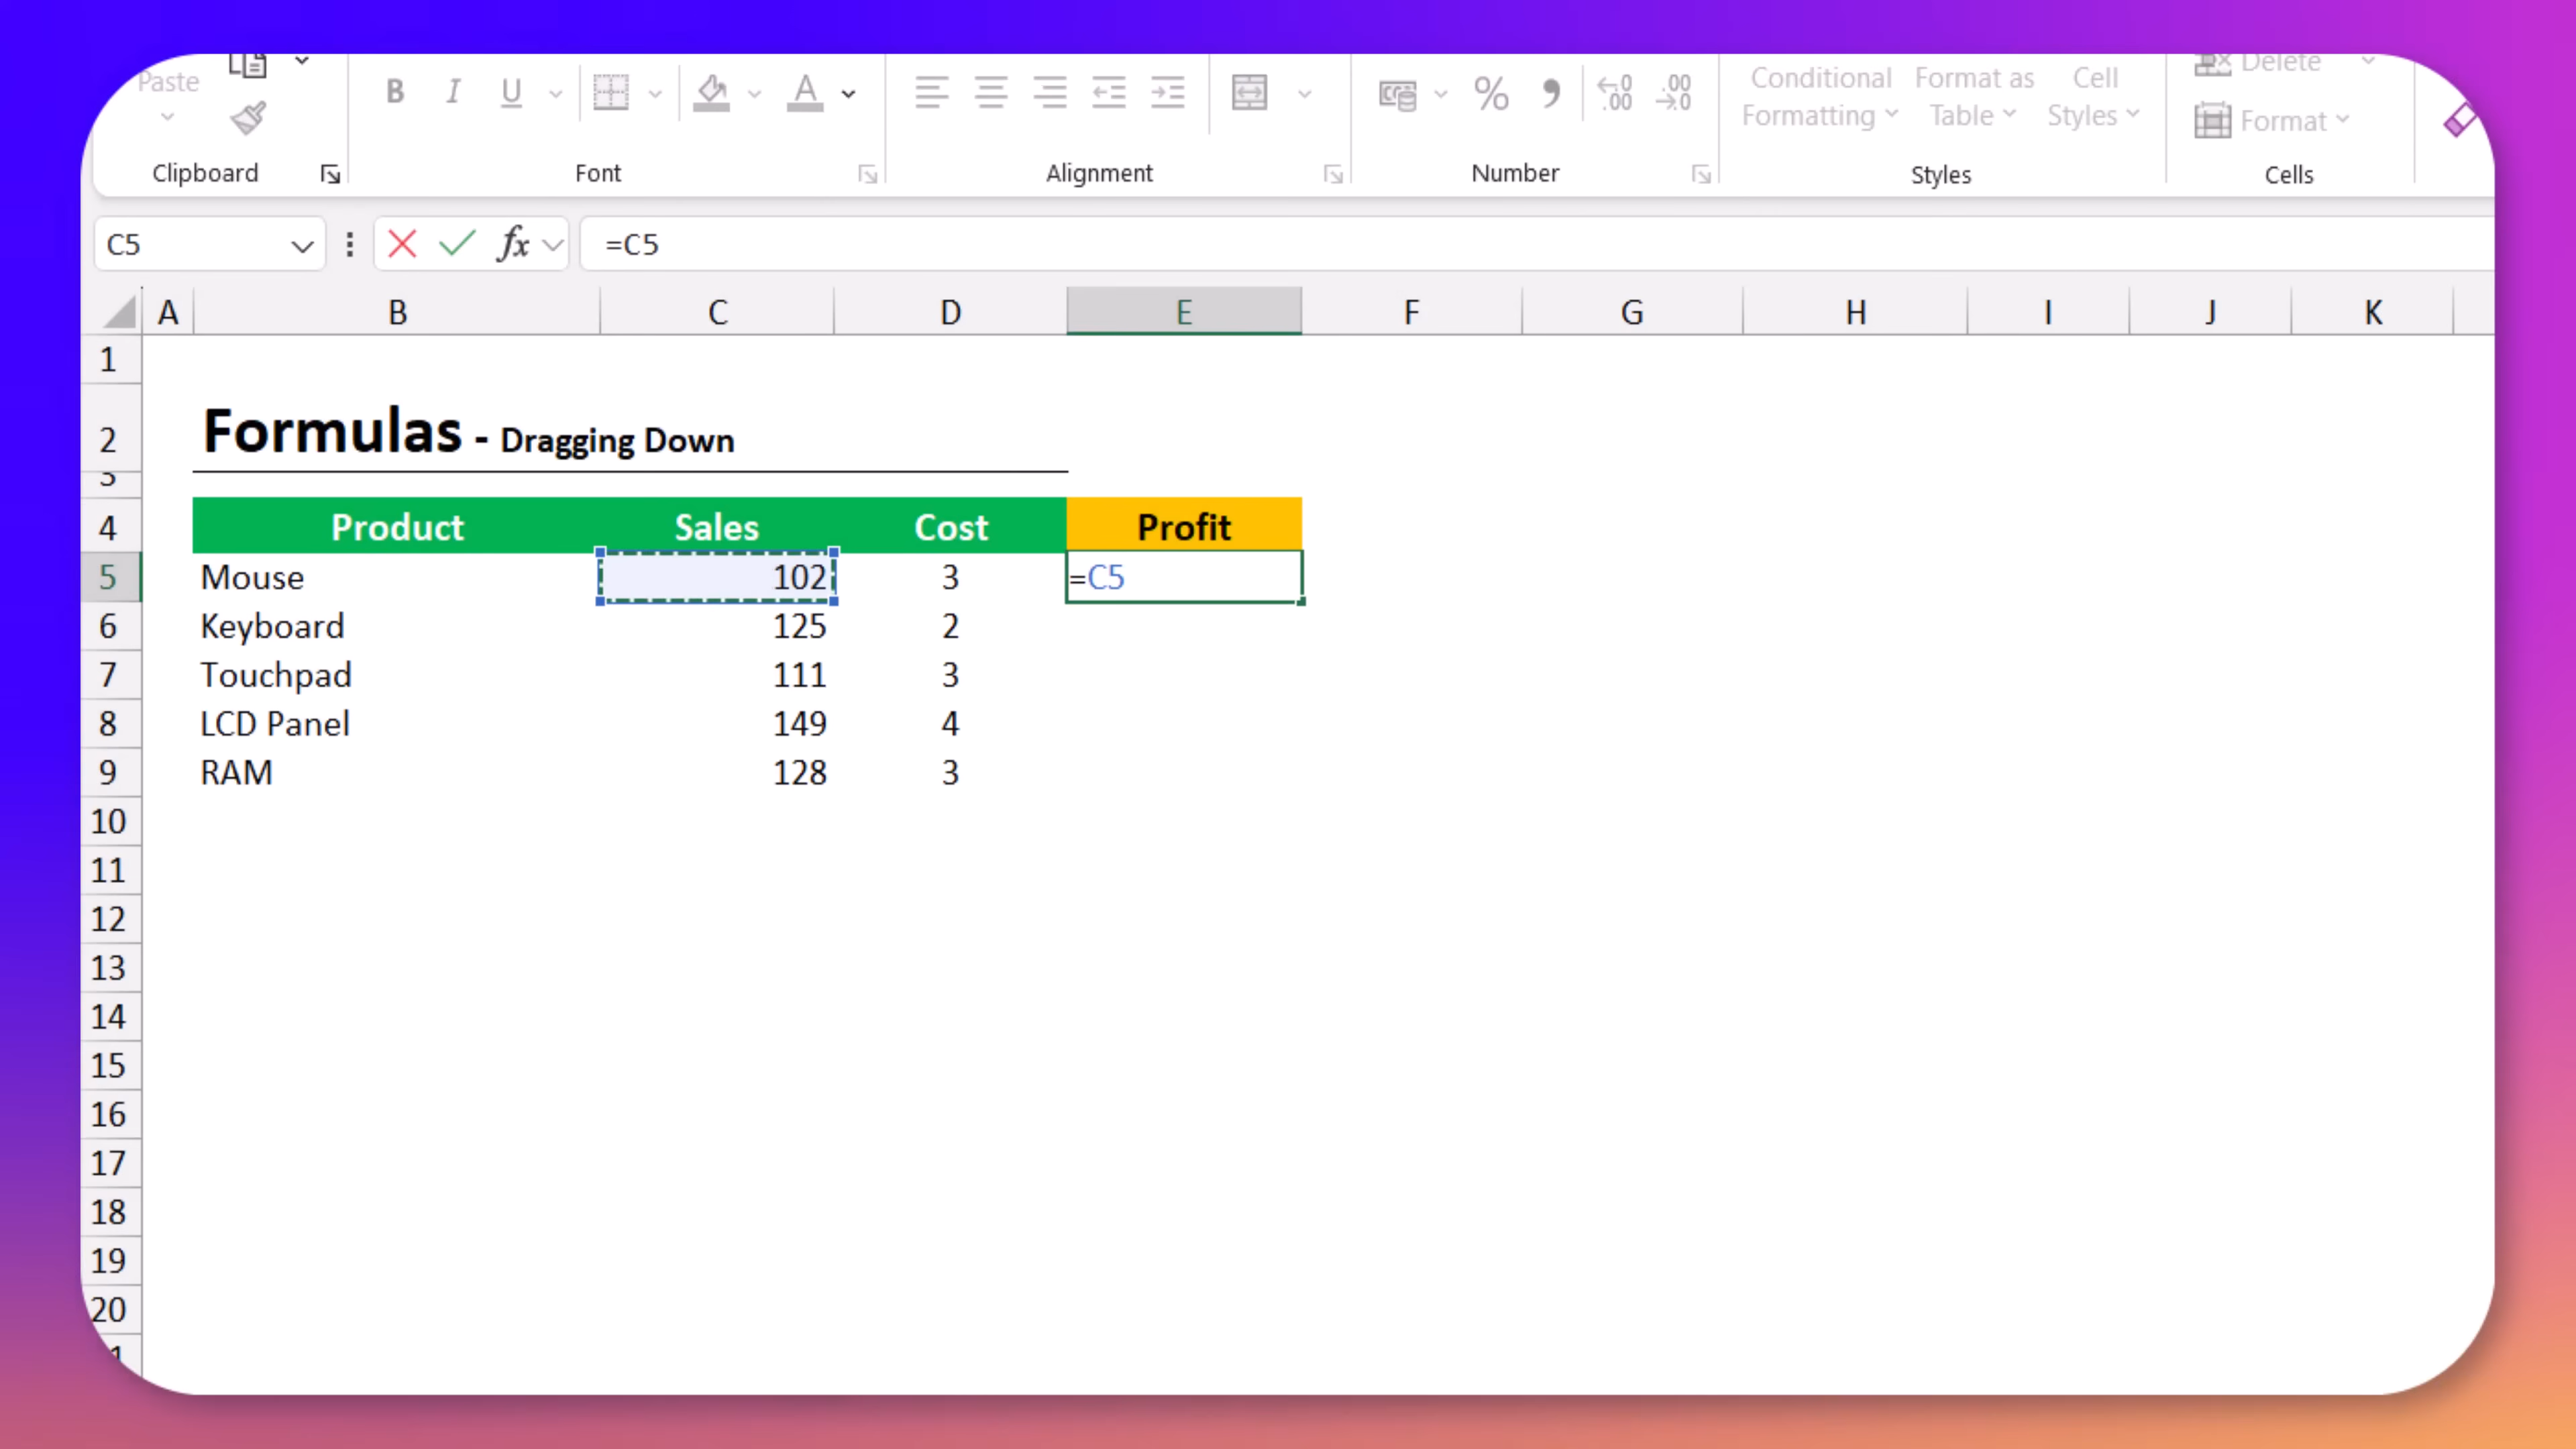 Paste
Delete
B I U A % , .00 .00
Conditional Formatting Format as Table Cell Styles
Format
Clipboard Font Alignment Number Styles Cells
C5 fx =C5
A B C D E F G H I J K
1
2 Formulas - Dragging Down
3
4 Product Sales Cost Profit
5 Mouse 102 3 =C5
6 Keyboard 125 2
7 Touchpad 111 3
8 LCD Panel 149 4
9 RAM 128 3
10
11
12
13
14
15
16
17
18
19
20